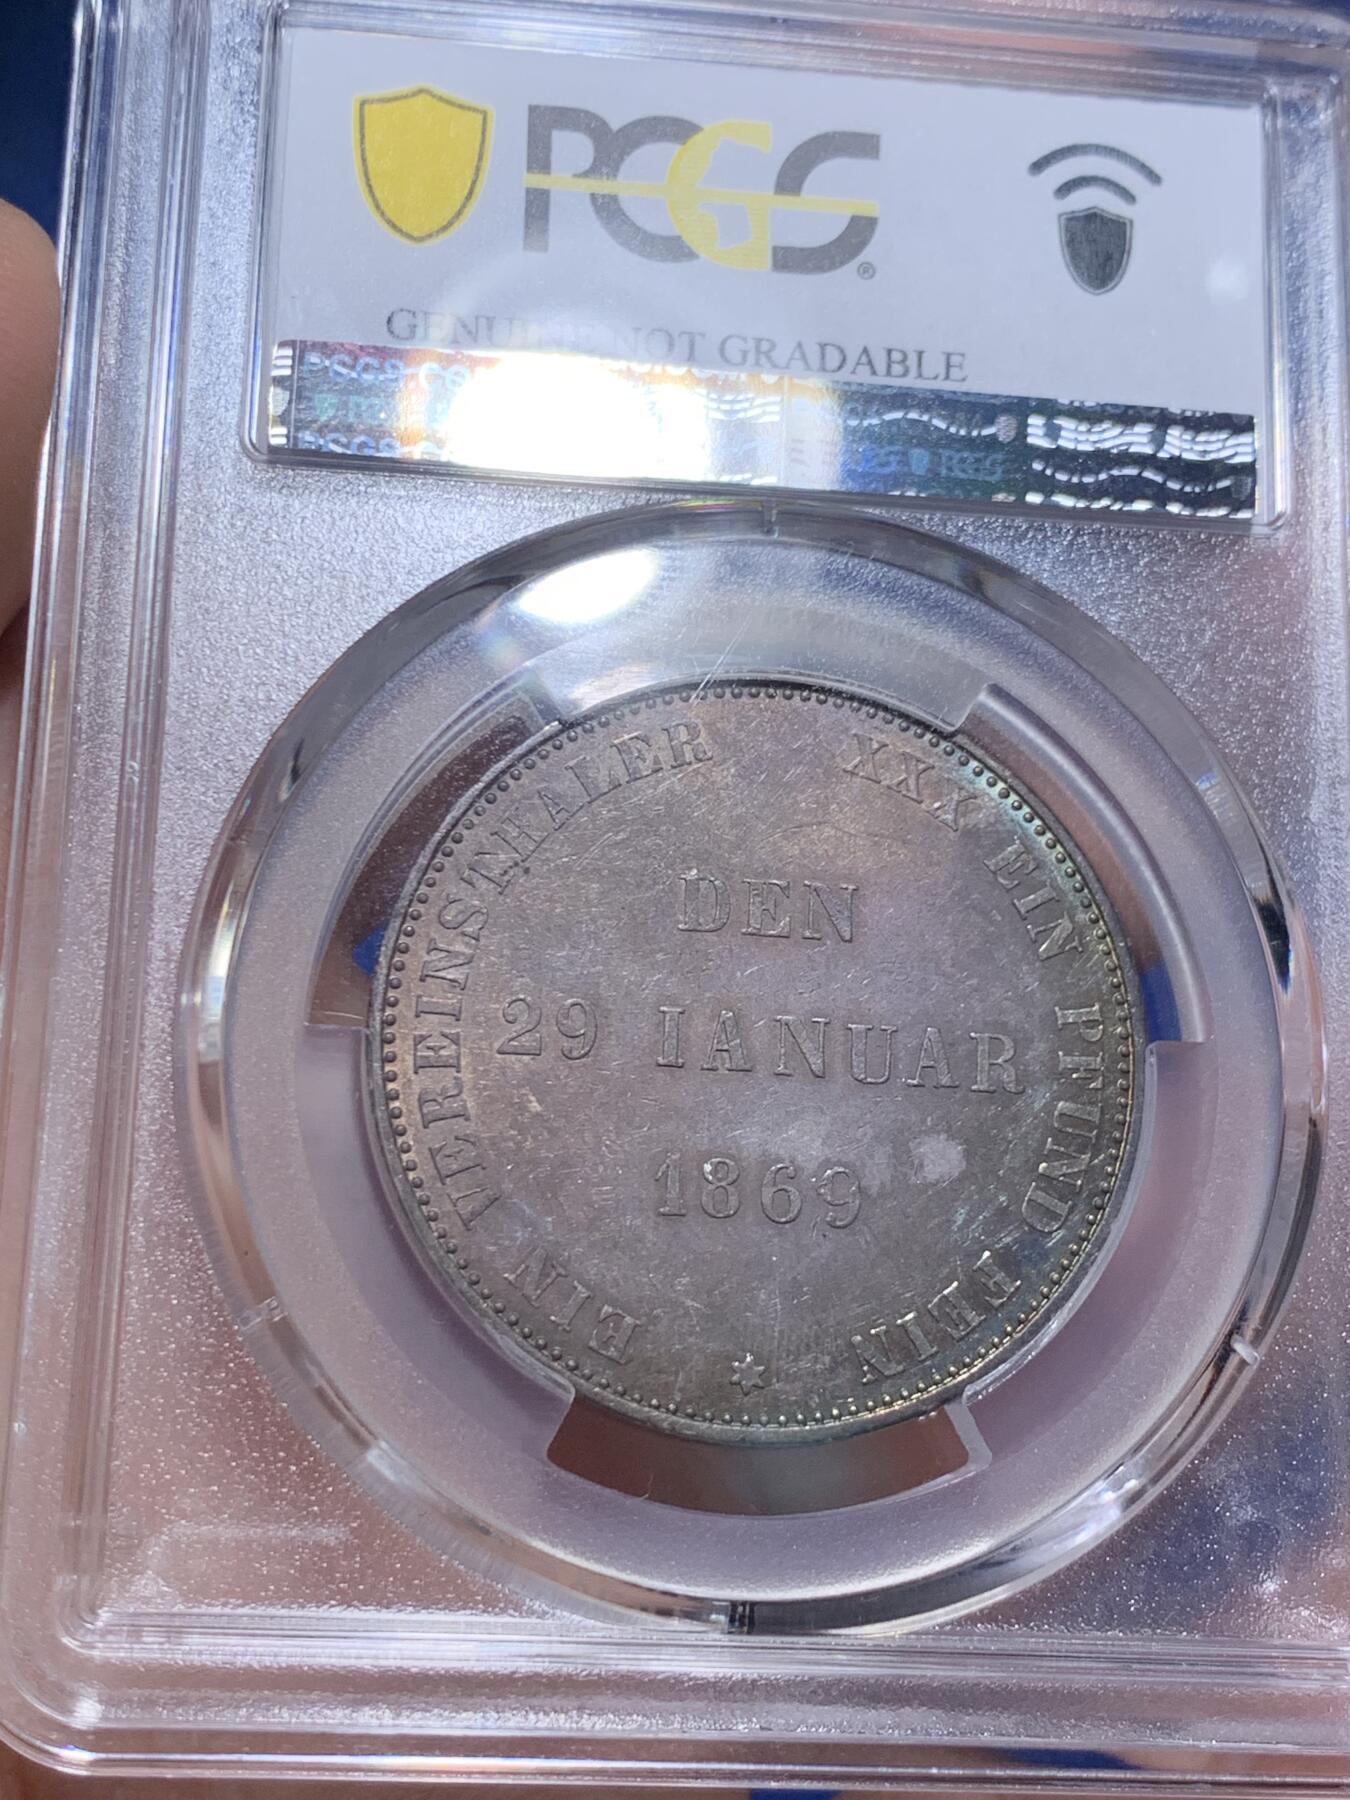 PCGS®
GENUINE NOT GRADABLE
EIN VEREINSTHALER XXX EIN PFUND FEIN
DEN
29 IANUAR
1869